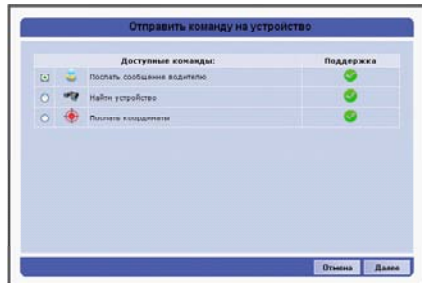 Отправить команду на устройство
Доступные команды: Поддержка
Послать сообщение водителю
Найти устройство
Получить координаты
Отмена Далее